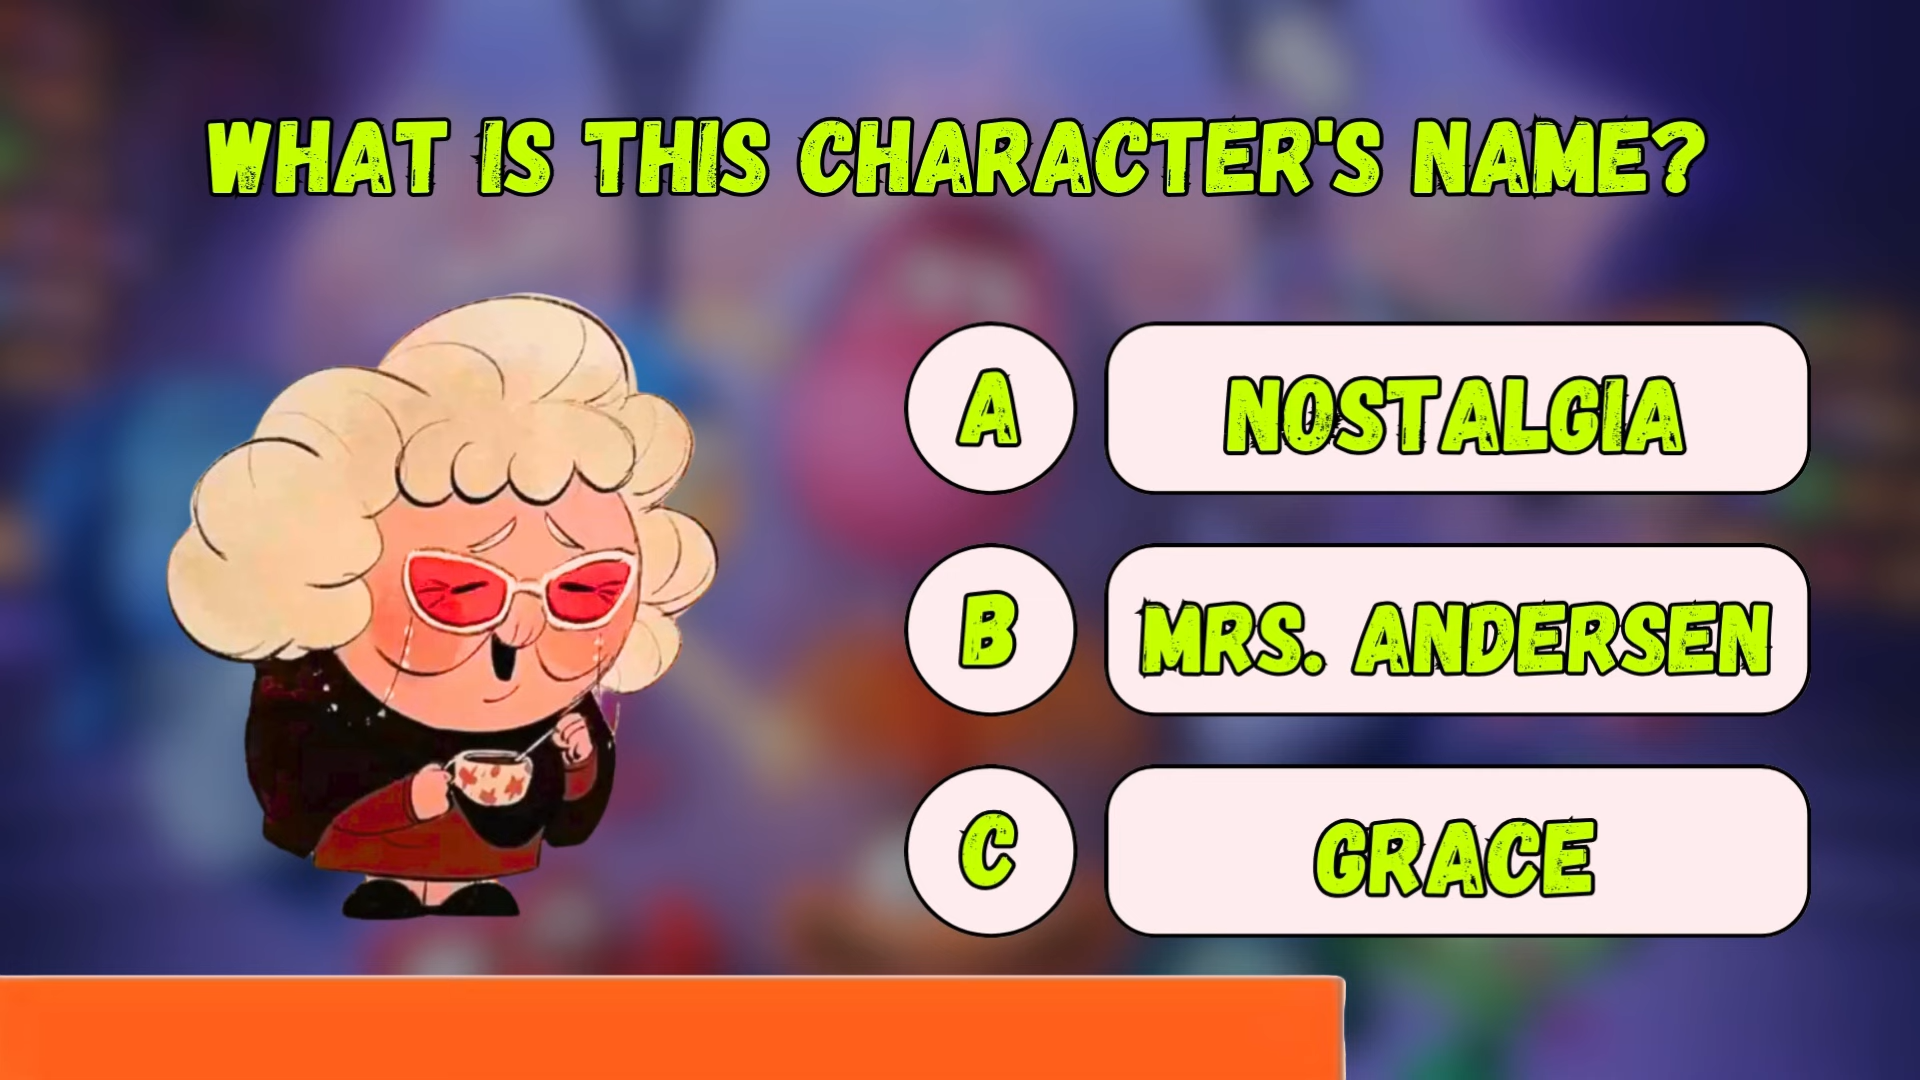 WHAT IS THIS CHARACTER'S NAME?
A NOSTALGIA
B MRS. ANDERSEN
C GRACE